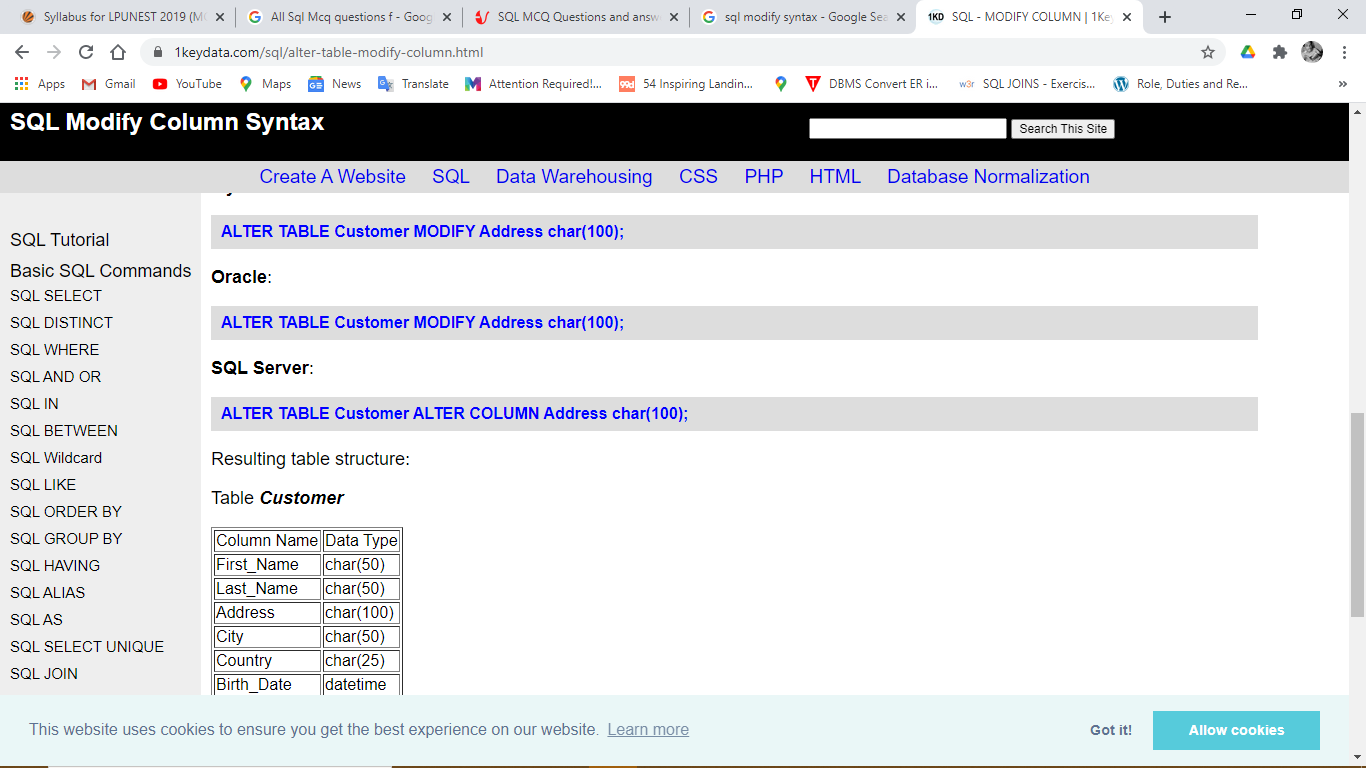 Syllabus for LPUNEST 2019 (M
All Sql Mcq questions f - Goog
SQL MCQ Questions and answ
sql modify syntax - Google Sea
1KD SQL - MODIFY COLUMN | 1Ke
1keydata.com/sql/alter-table-modify-column.html
Apps Gmail YouTube Maps News Translate Attention Required!... 99d 54 Inspiring Landin... DBMS Convert ER i... w3r SQL JOINS - Exercis... Role, Duties and Re... »
SQL Modify Column Syntax
Search This Site
Create A Website SQL Data Warehousing CSS PHP HTML Database Normalization
SQL Tutorial
Basic SQL Commands
SQL SELECT
SQL DISTINCT
SQL WHERE
SQL AND OR
SQL IN
SQL BETWEEN
SQL Wildcard
SQL LIKE
SQL ORDER BY
SQL GROUP BY
SQL HAVING
SQL ALIAS
SQL AS
SQL SELECT UNIQUE
SQL JOIN
ALTER TABLE Customer MODIFY Address char(100);
Oracle:
ALTER TABLE Customer MODIFY Address char(100);
SQL Server:
ALTER TABLE Customer ALTER COLUMN Address char(100);
Resulting table structure:
Table Customer
Column Name Data Type
First_Name char(50)
Last_Name char(50)
Address char(100)
City char(50)
Country char(25)
Birth_Date datetime
This website uses cookies to ensure you get the best experience on our website. Learn more
Got it!
Allow cookies